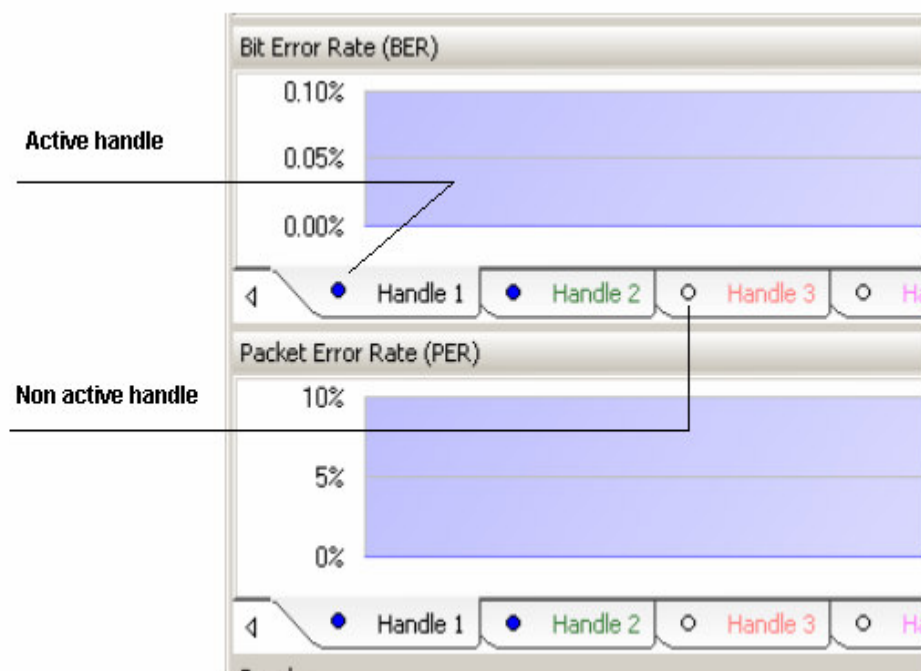 Bit Error Rate (BER)
0.10%
Active handle
0.05%
0.00%
Handle 1 Handle 2 Handle 3
Packet Error Rate (PER)
Non active handle
10%
5%
0%
Handle 1 Handle 2 Handle 3